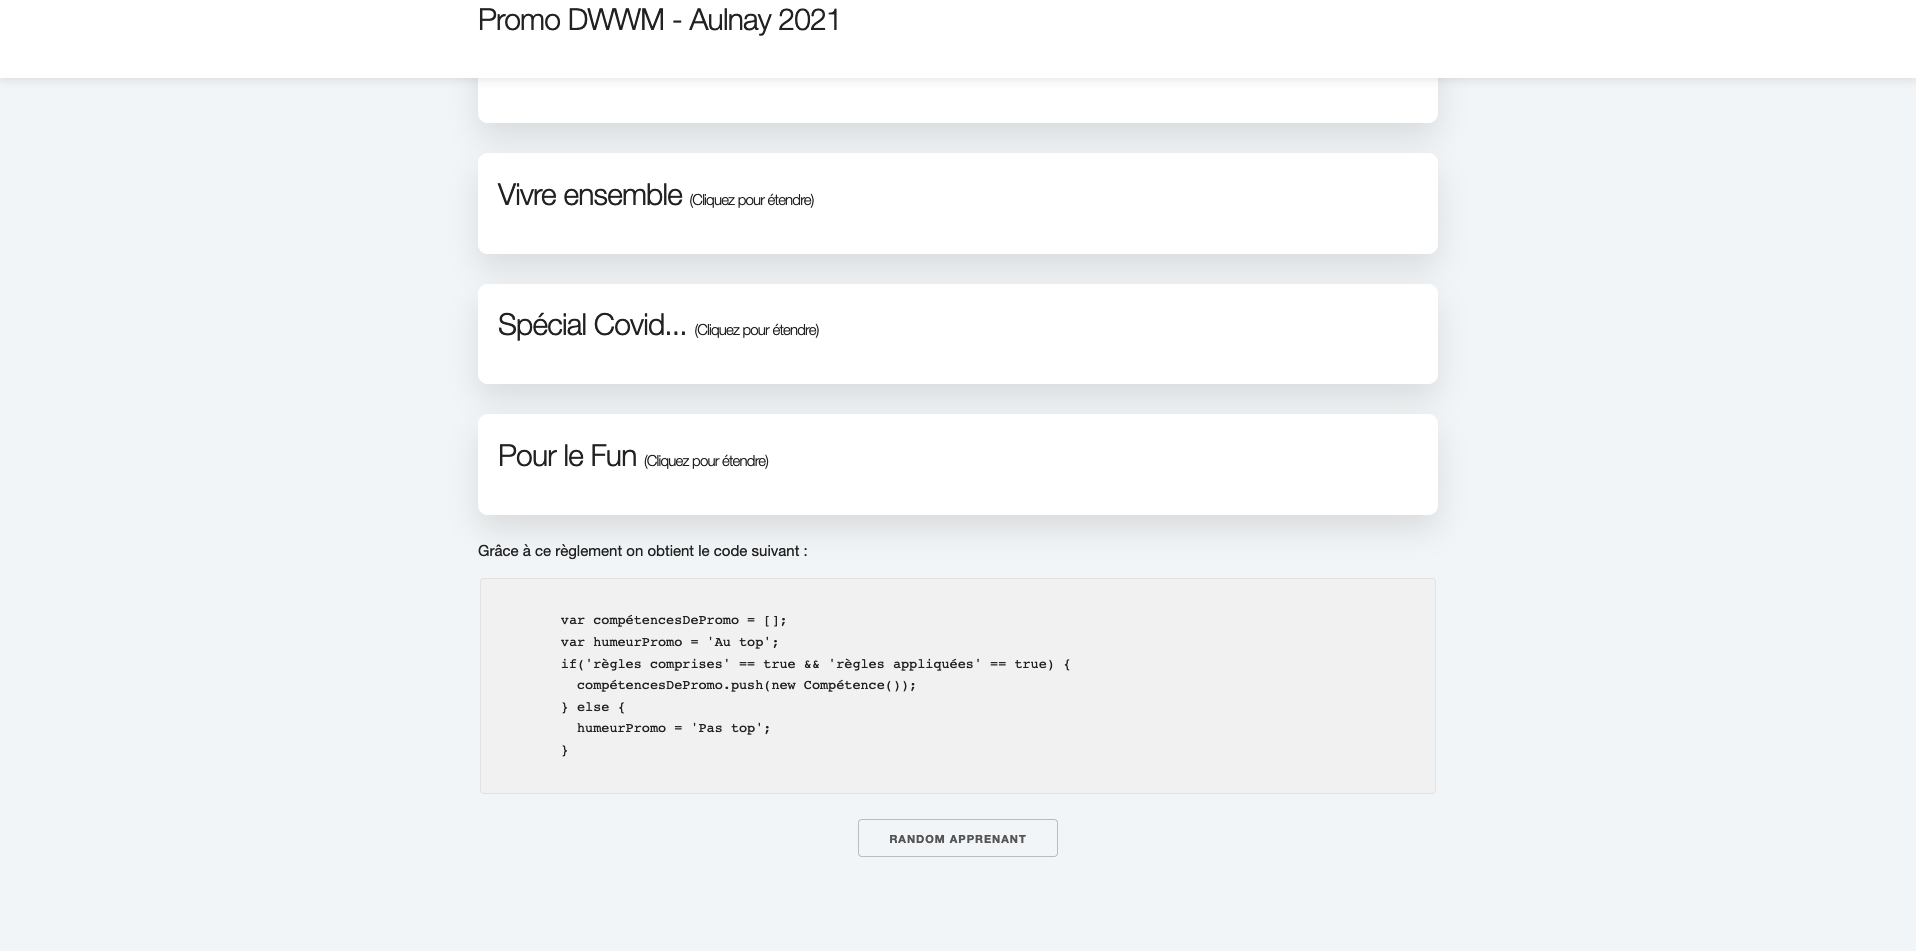 Promo DWWM - Aulnay 2021
Vivre ensemble (Cliquez pour étendre)
Spécial Covid... (Cliquez pour étendre)
Pour le Fun (Cliquez pour étendre)
Grâce à ce règlement on obtient le code suivant :
var compétencesDePromo = [];
var humeurPromo = 'Au top';
if('règles comprises' == true && 'règles appliquées' == true) {
  compétencesDePromo.push(new Compétence());
} else {
  humeurPromo = 'Pas top';
}
RANDOM APPRENANT